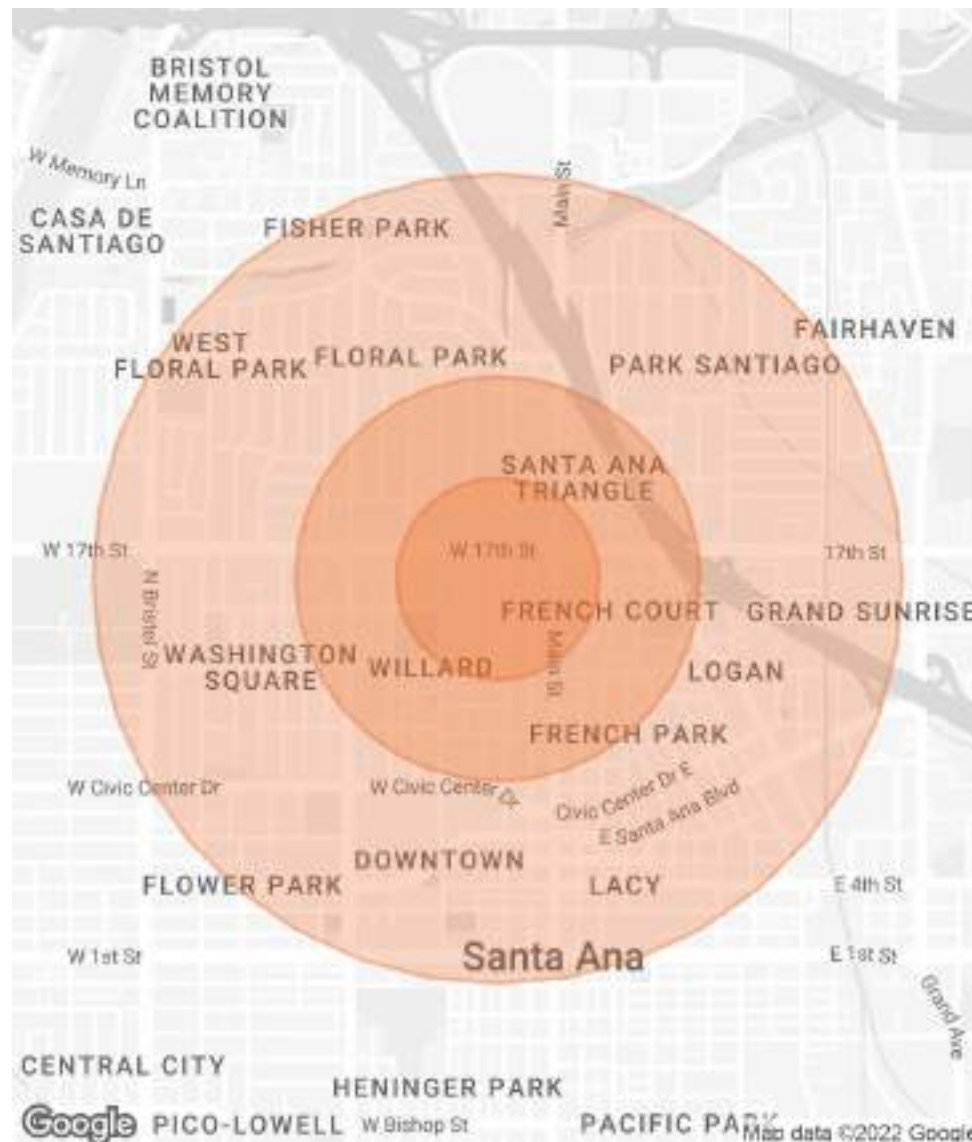 BRISTOL
MEMORY
COALITION
W Memory Ln
Main St
CASA DE
SANTIAGO
FISHER PARK
FAIRHAVEN
WEST
FLORAL PARK
FLORAL PARK
PARK SANTIAGO
SANTA ANA
TRIANGLE
W 17th St
W 17th St
17th St
N Bristol St
FRENCH COURT
GRAND SUNRISE
WASHINGTON
SQUARE
WILLARD
Main St
LOGAN
FRENCH PARK
W Civic Center Dr
W Civic Center Dr
Civic Center Dr E
E Santa Ana Blvd
DOWNTOWN
FLOWER PARK
LACY
E 4th St
W 1st St
Santa Ana
E 1st St
Grand Ave
CENTRAL CITY
HENINGER PARK
Google
PICO-LOWELL
W Bishop St
PACIFIC PARK
Map data ©2022 Google